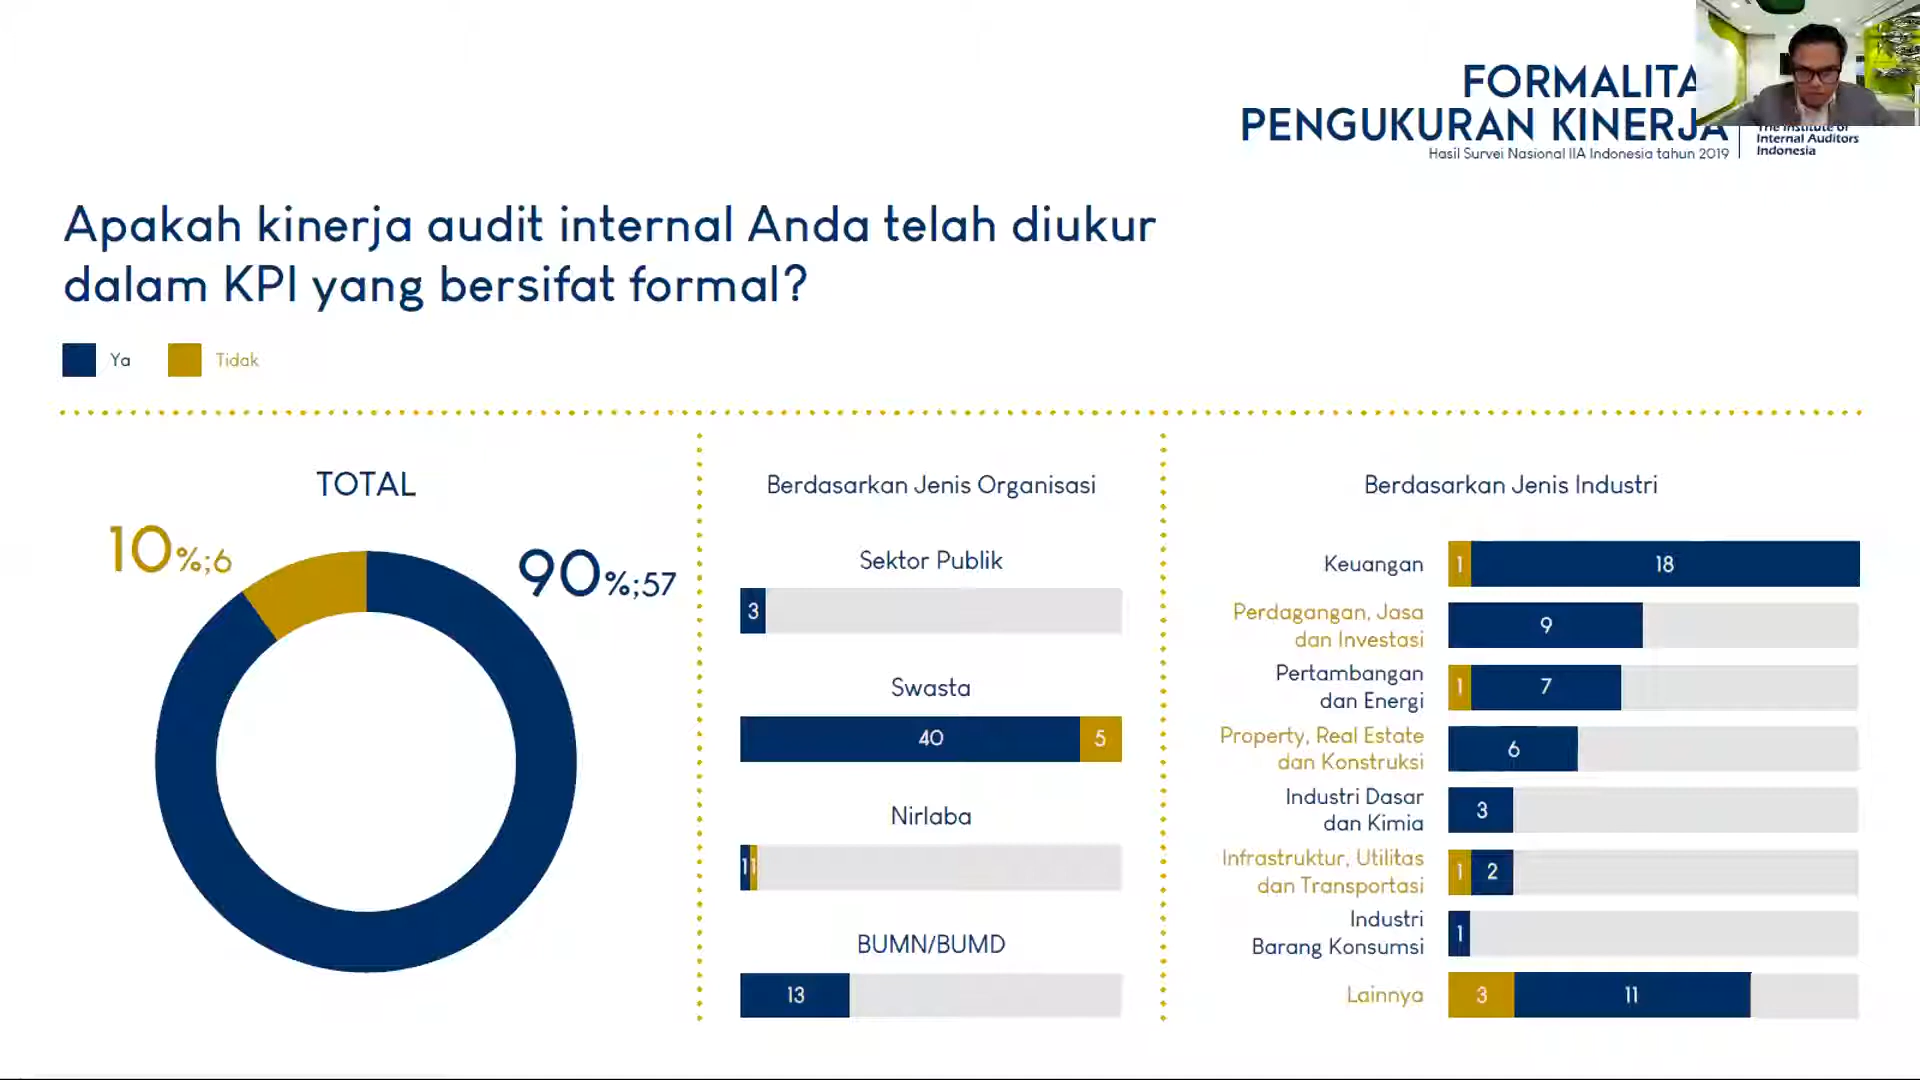 FORMALITA
PENGUKURAN KINERJA
Hasil Survei Nasional IIA Indonesia tahun 2019
The Institute of
Internal Auditors
Indonesia
Apakah kinerja audit internal Anda telah diukur
dalam KPI yang bersifat formal?
Ya
Tidak
TOTAL
10%;6
90%;57
Berdasarkan Jenis Organisasi
Sektor Publik
3
Swasta
40
5
Nirlaba
1
1
BUMN/BUMD
13
Berdasarkan Jenis Industri
Keuangan
1
18
Perdagangan, Jasa
dan Investasi
9
Pertambangan
dan Energi
1
7
Property, Real Estate
dan Konstruksi
6
Industri Dasar
dan Kimia
3
Infrastruktur, Utilitas
dan Transportasi
1
2
Industri
Barang Konsumsi
1
Lainnya
3
11